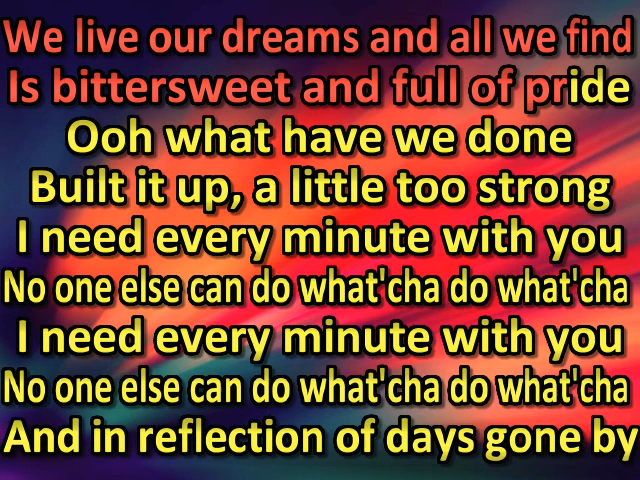 We live our dreams and all we find
Is bittersweet and full of pride
Ooh what have we done
Built it up, a little too strong
I need every minute with you
No one else can do what'cha do what'cha
I need every minute with you
No one else can do what'cha do what'cha
And in reflection of days gone by